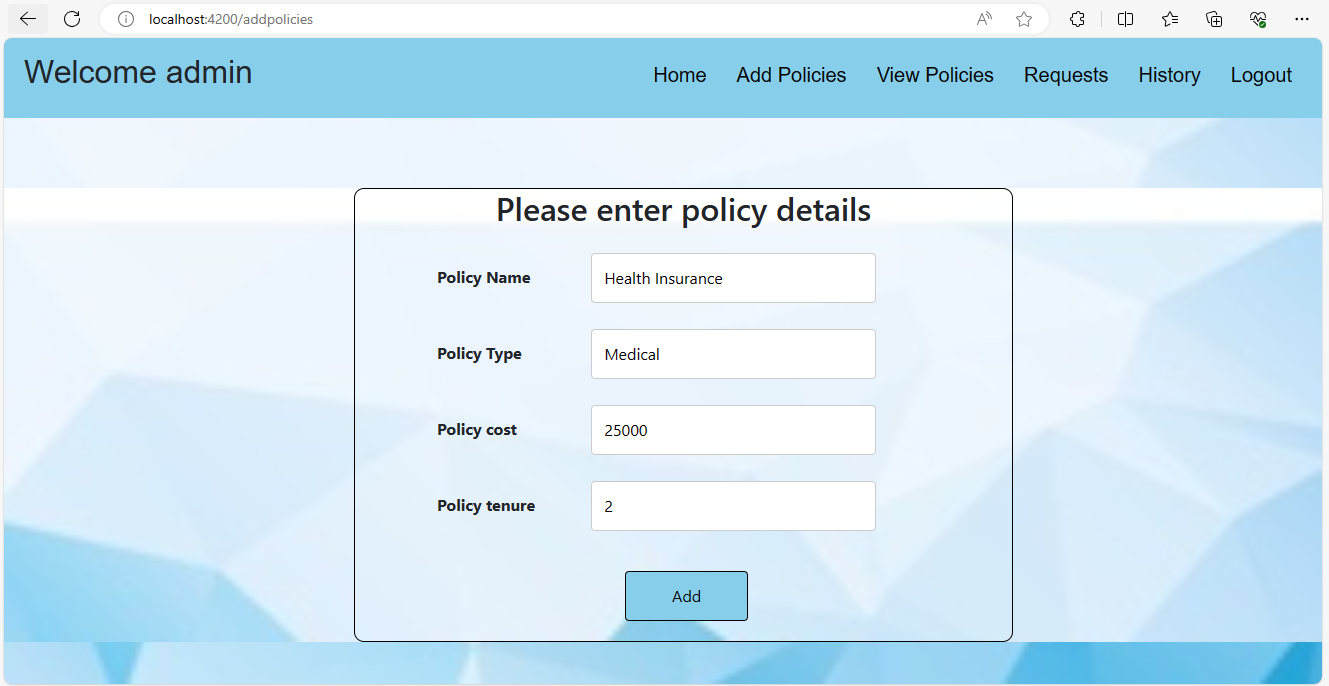 localhost:4200/addpolicies
Welcome admin
Home Add Policies View Policies Requests History Logout
Please enter policy details
Policy Name Health Insurance
Policy Type Medical
Policy cost 25000
Policy tenure 2
Add